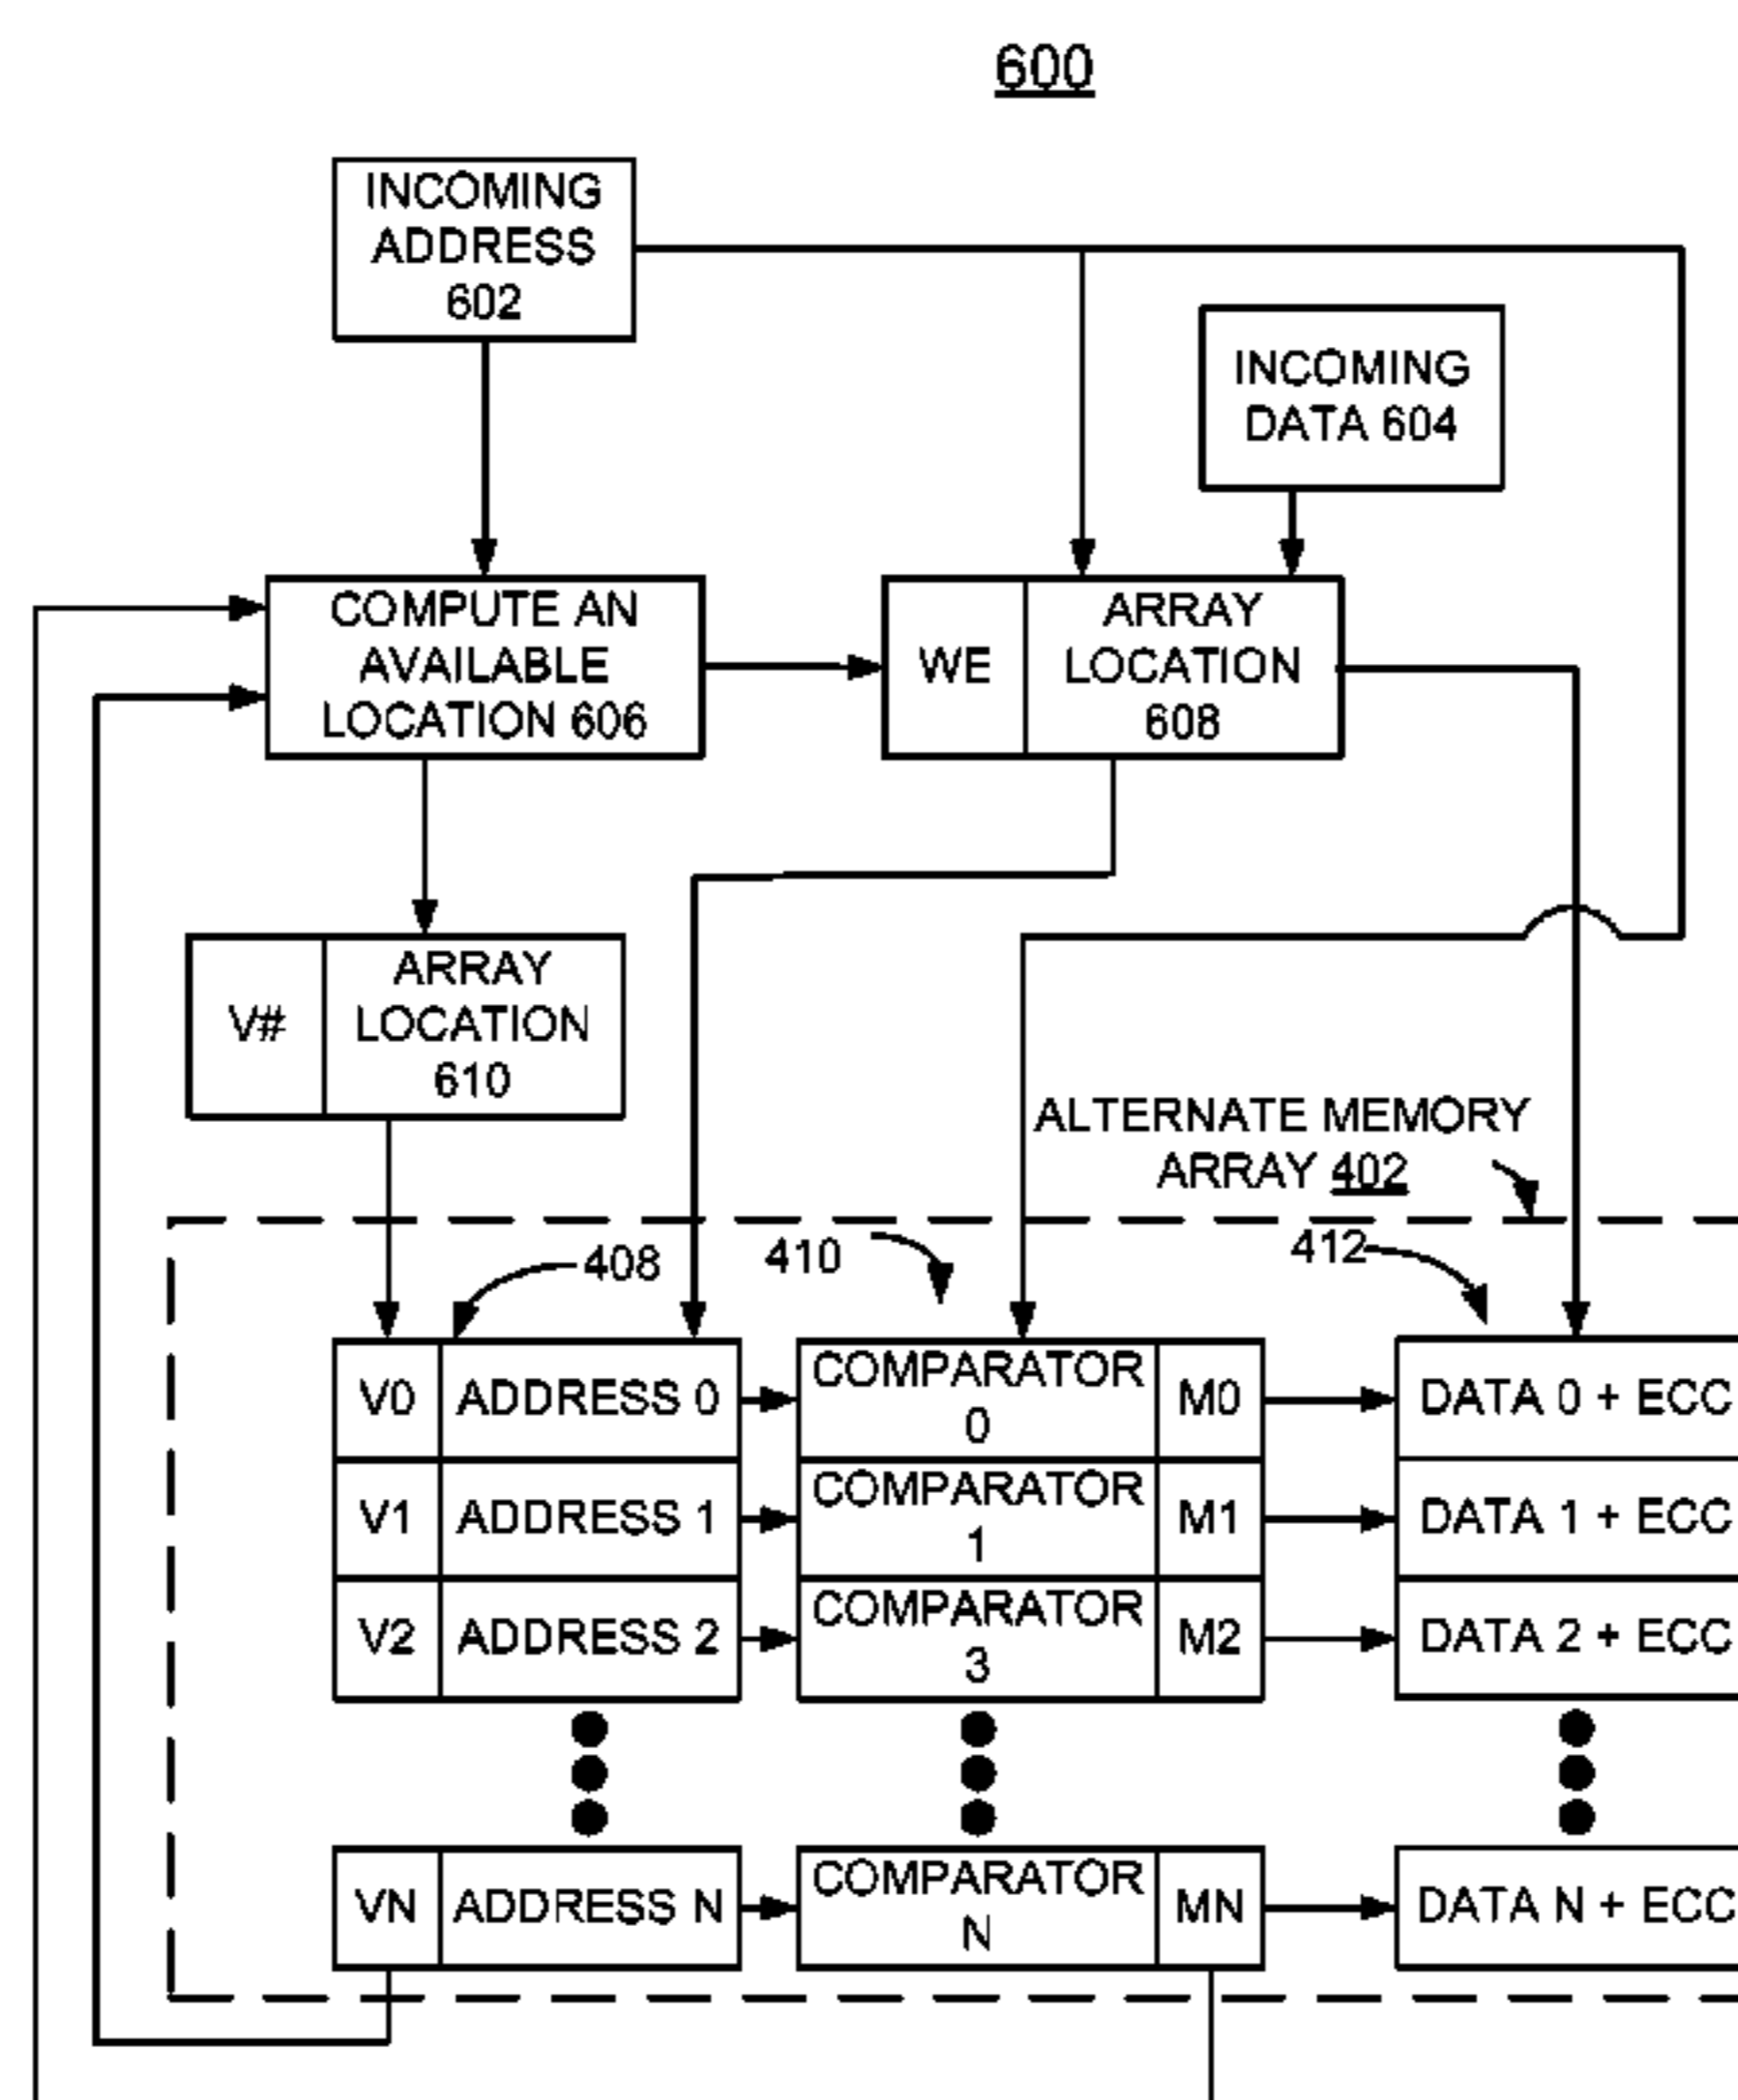 600
INCOMING
ADDRESS
602
INCOMING
DATA 604
COMPUTE AN
AVAILABLE
LOCATION 606
WE
ARRAY
LOCATION
608
V#
ARRAY
LOCATION
610
ALTERNATE MEMORY
ARRAY 402
408
410
412
V0
ADDRESS 0
COMPARATOR
0
M0
DATA 0 + ECC
V1
ADDRESS 1
COMPARATOR
1
M1
DATA 1 + ECC
V2
ADDRESS 2
COMPARATOR
3
M2
DATA 2 + ECC
VN
ADDRESS N
COMPARATOR
N
MN
DATA N + ECC